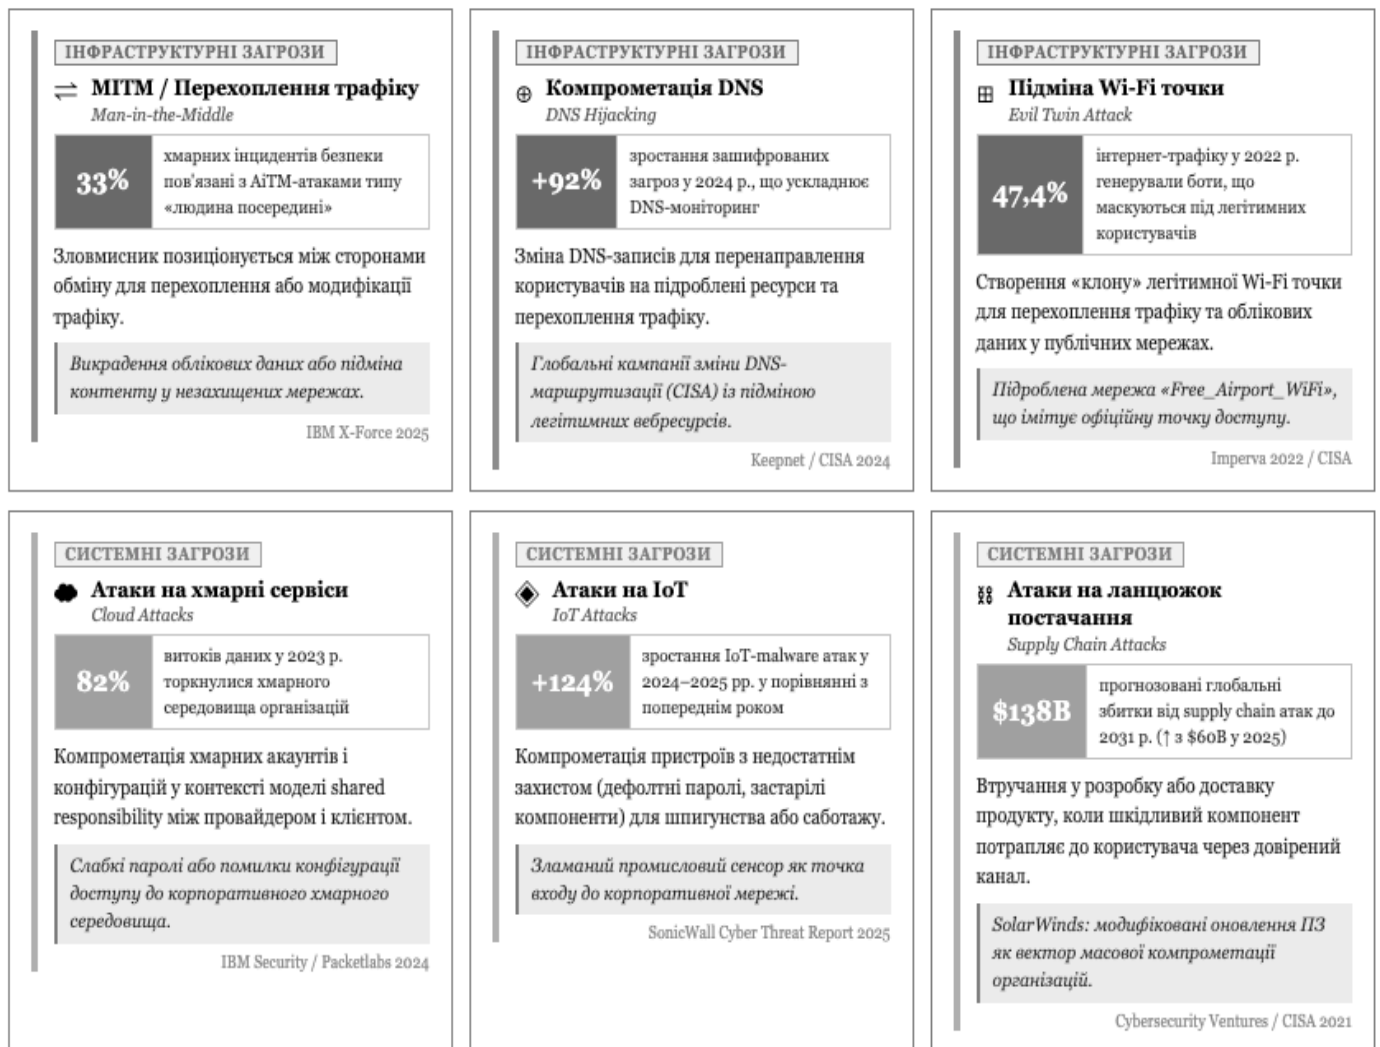 ІНФРАСТРУКТУРНІ ЗАГРОЗИ
МІТМ / Перехоплення трафіку
Man-in-the-Middle
33%
хмарних інцидентів безпеки
пов'язані з AiTM-атаками типу
«людина посередині»
Зловмисник позиціонується між сторонами
обміну для перехоплення або модифікації
трафіку.
Викрадення облікових даних або підміна
контенту у незахищених мережах.
IBM X-Force 2025
ІНФРАСТРУКТУРНІ ЗАГРОЗИ
Компрометація DNS
DNS Hijacking
+92%
зростання зашифрованих
загроз у 2024 р., що ускладнює
DNS-моніторинг
Зміна DNS-записів для перенаправлення
користувачів на підроблені ресурси та
перехоплення трафіку.
Глобальні кампанії зміни DNS-
маршрутизації (CISA) із підміною
легітимних вебресурсів.
Keepnet / CISA 2024
ІНФРАСТРУКТУРНІ ЗАГРОЗИ
Підміна Wi-Fi точки
Evil Twin Attack
47,4%
інтернет-трафіку у 2022 р.
генерували боти, що
маскуються під легітимних
користувачів
Створення «клону» легітимної Wi-Fi точки
для перехоплення трафіку та облікових
даних у публічних мережах.
Підроблена мережа «Free_Airport_WiFi»,
що імітує офіційну точку доступу.
Imperva 2022 / CISA
СИСТЕМНІ ЗАГРОЗИ
Атаки на хмарні сервіси
Cloud Attacks
82%
витоків даних у 2023 р.
торкнулися хмарного
середовища організацій
Компрометація хмарних акаунтів і
конфігурацій у контексті моделі shared
responsibility між провайдером і клієнтом.
Слабкі паролі або помилки конфігурації
доступу до корпоративного хмарного
середовища.
IBM Security / Packetlabs 2024
СИСТЕМНІ ЗАГРОЗИ
Атаки на IoT
IoT Attacks
+124%
зростання IoT-malware атак у
2024–2025 рр. у порівнянні з
попереднім роком
Компрометація пристроїв з недостатнім
захистом (дефолтні паролі, застарілі
компоненти) для шпигунства або саботажу.
Зламаний промисловий сенсор як точка
входу до корпоративної мережі.
SonicWall Cyber Threat Report 2025
СИСТЕМНІ ЗАГРОЗИ
Атаки на ланцюжок
постачання
Supply Chain Attacks
$138B
прогнозовані глобальні
збитки від supply chain атак до
2031 р. (↑ з $60B у 2025)
Втручання у розробку або доставку
продукту, коли шкідливий компонент
потрапляє до користувача через довірений
канал.
SolarWinds: модифіковані оновлення ПЗ
як вектор масової компрометації
організацій.
Cybersecurity Ventures / CISA 2021